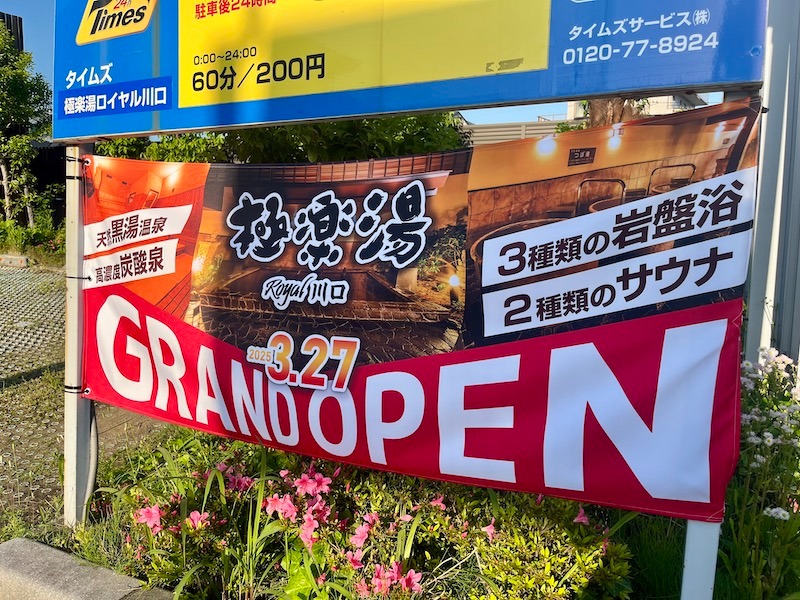 24h
Times
駐車後24時間
0:00～24:00
60分／200円
タイムズ
極楽湯ロイヤル川口
タイムズサービス㈱
0120-77-8924
天然黒湯温泉
高濃度炭酸泉
極楽湯
Royal川口
3種類の岩盤浴
2種類のサウナ
2025 3.27
GRAND OPEN